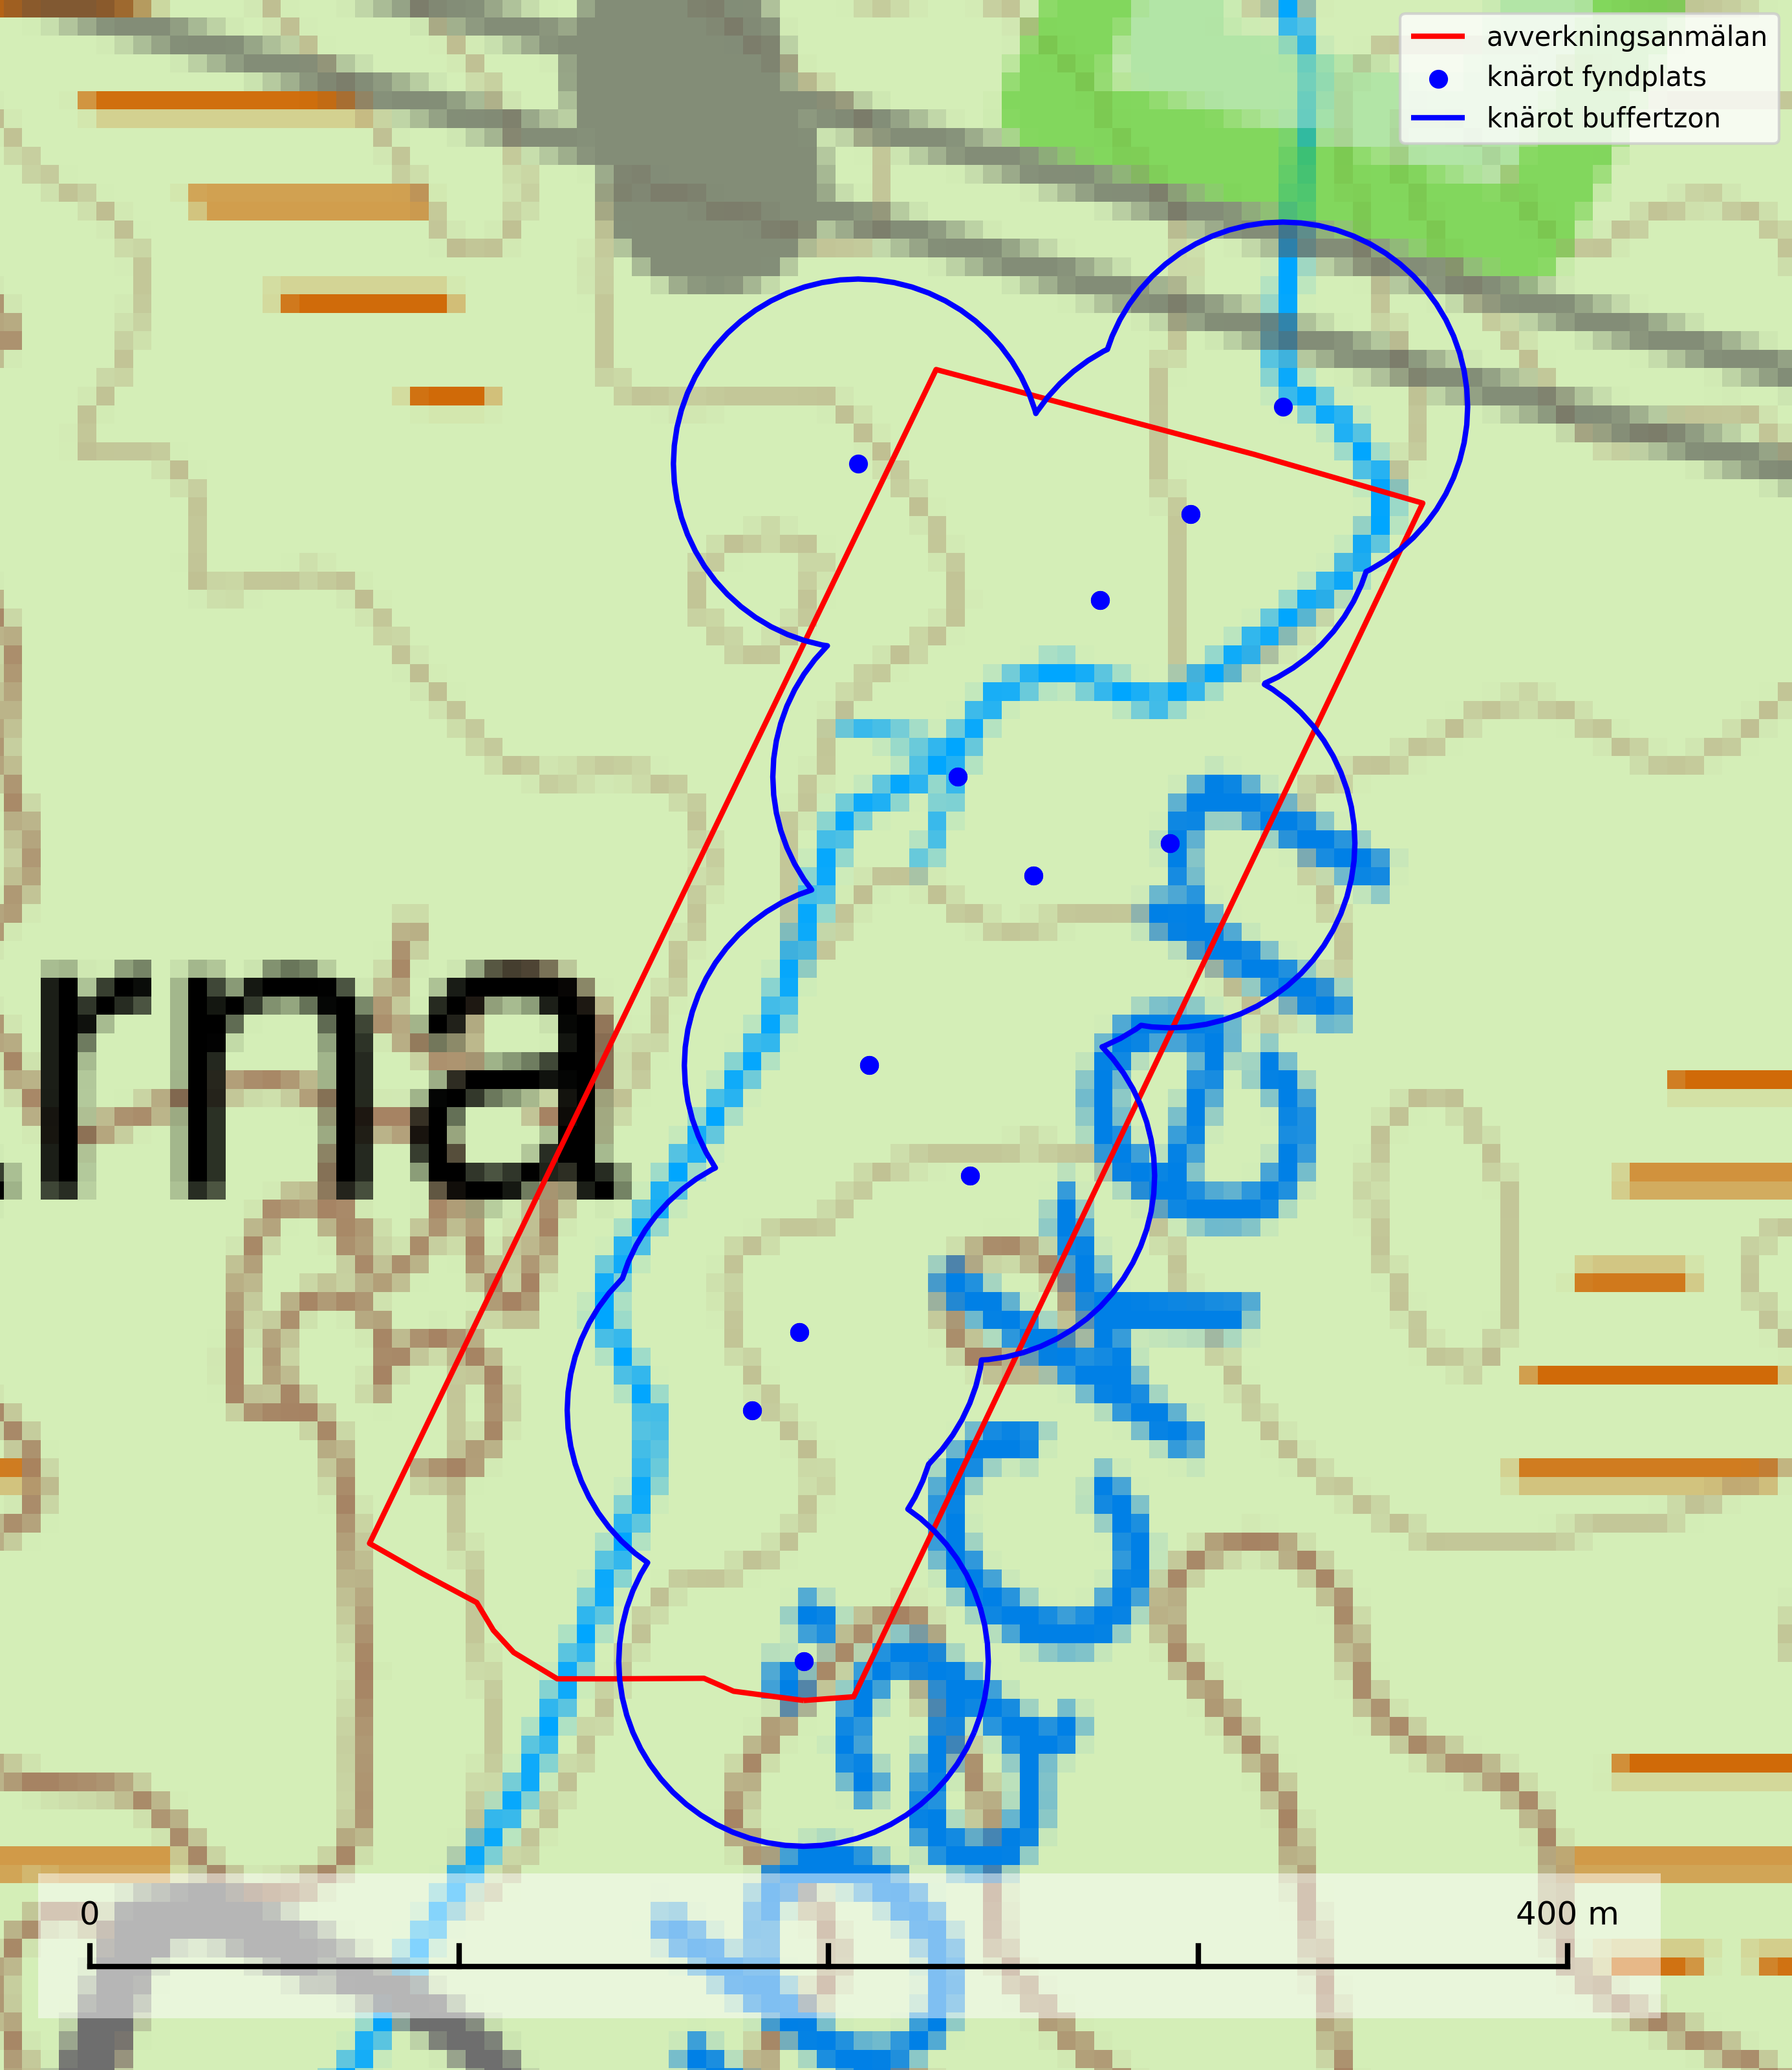 avverkningsanmälan
knärot fyndplats
knärot buffertzon
rna
0 400 m